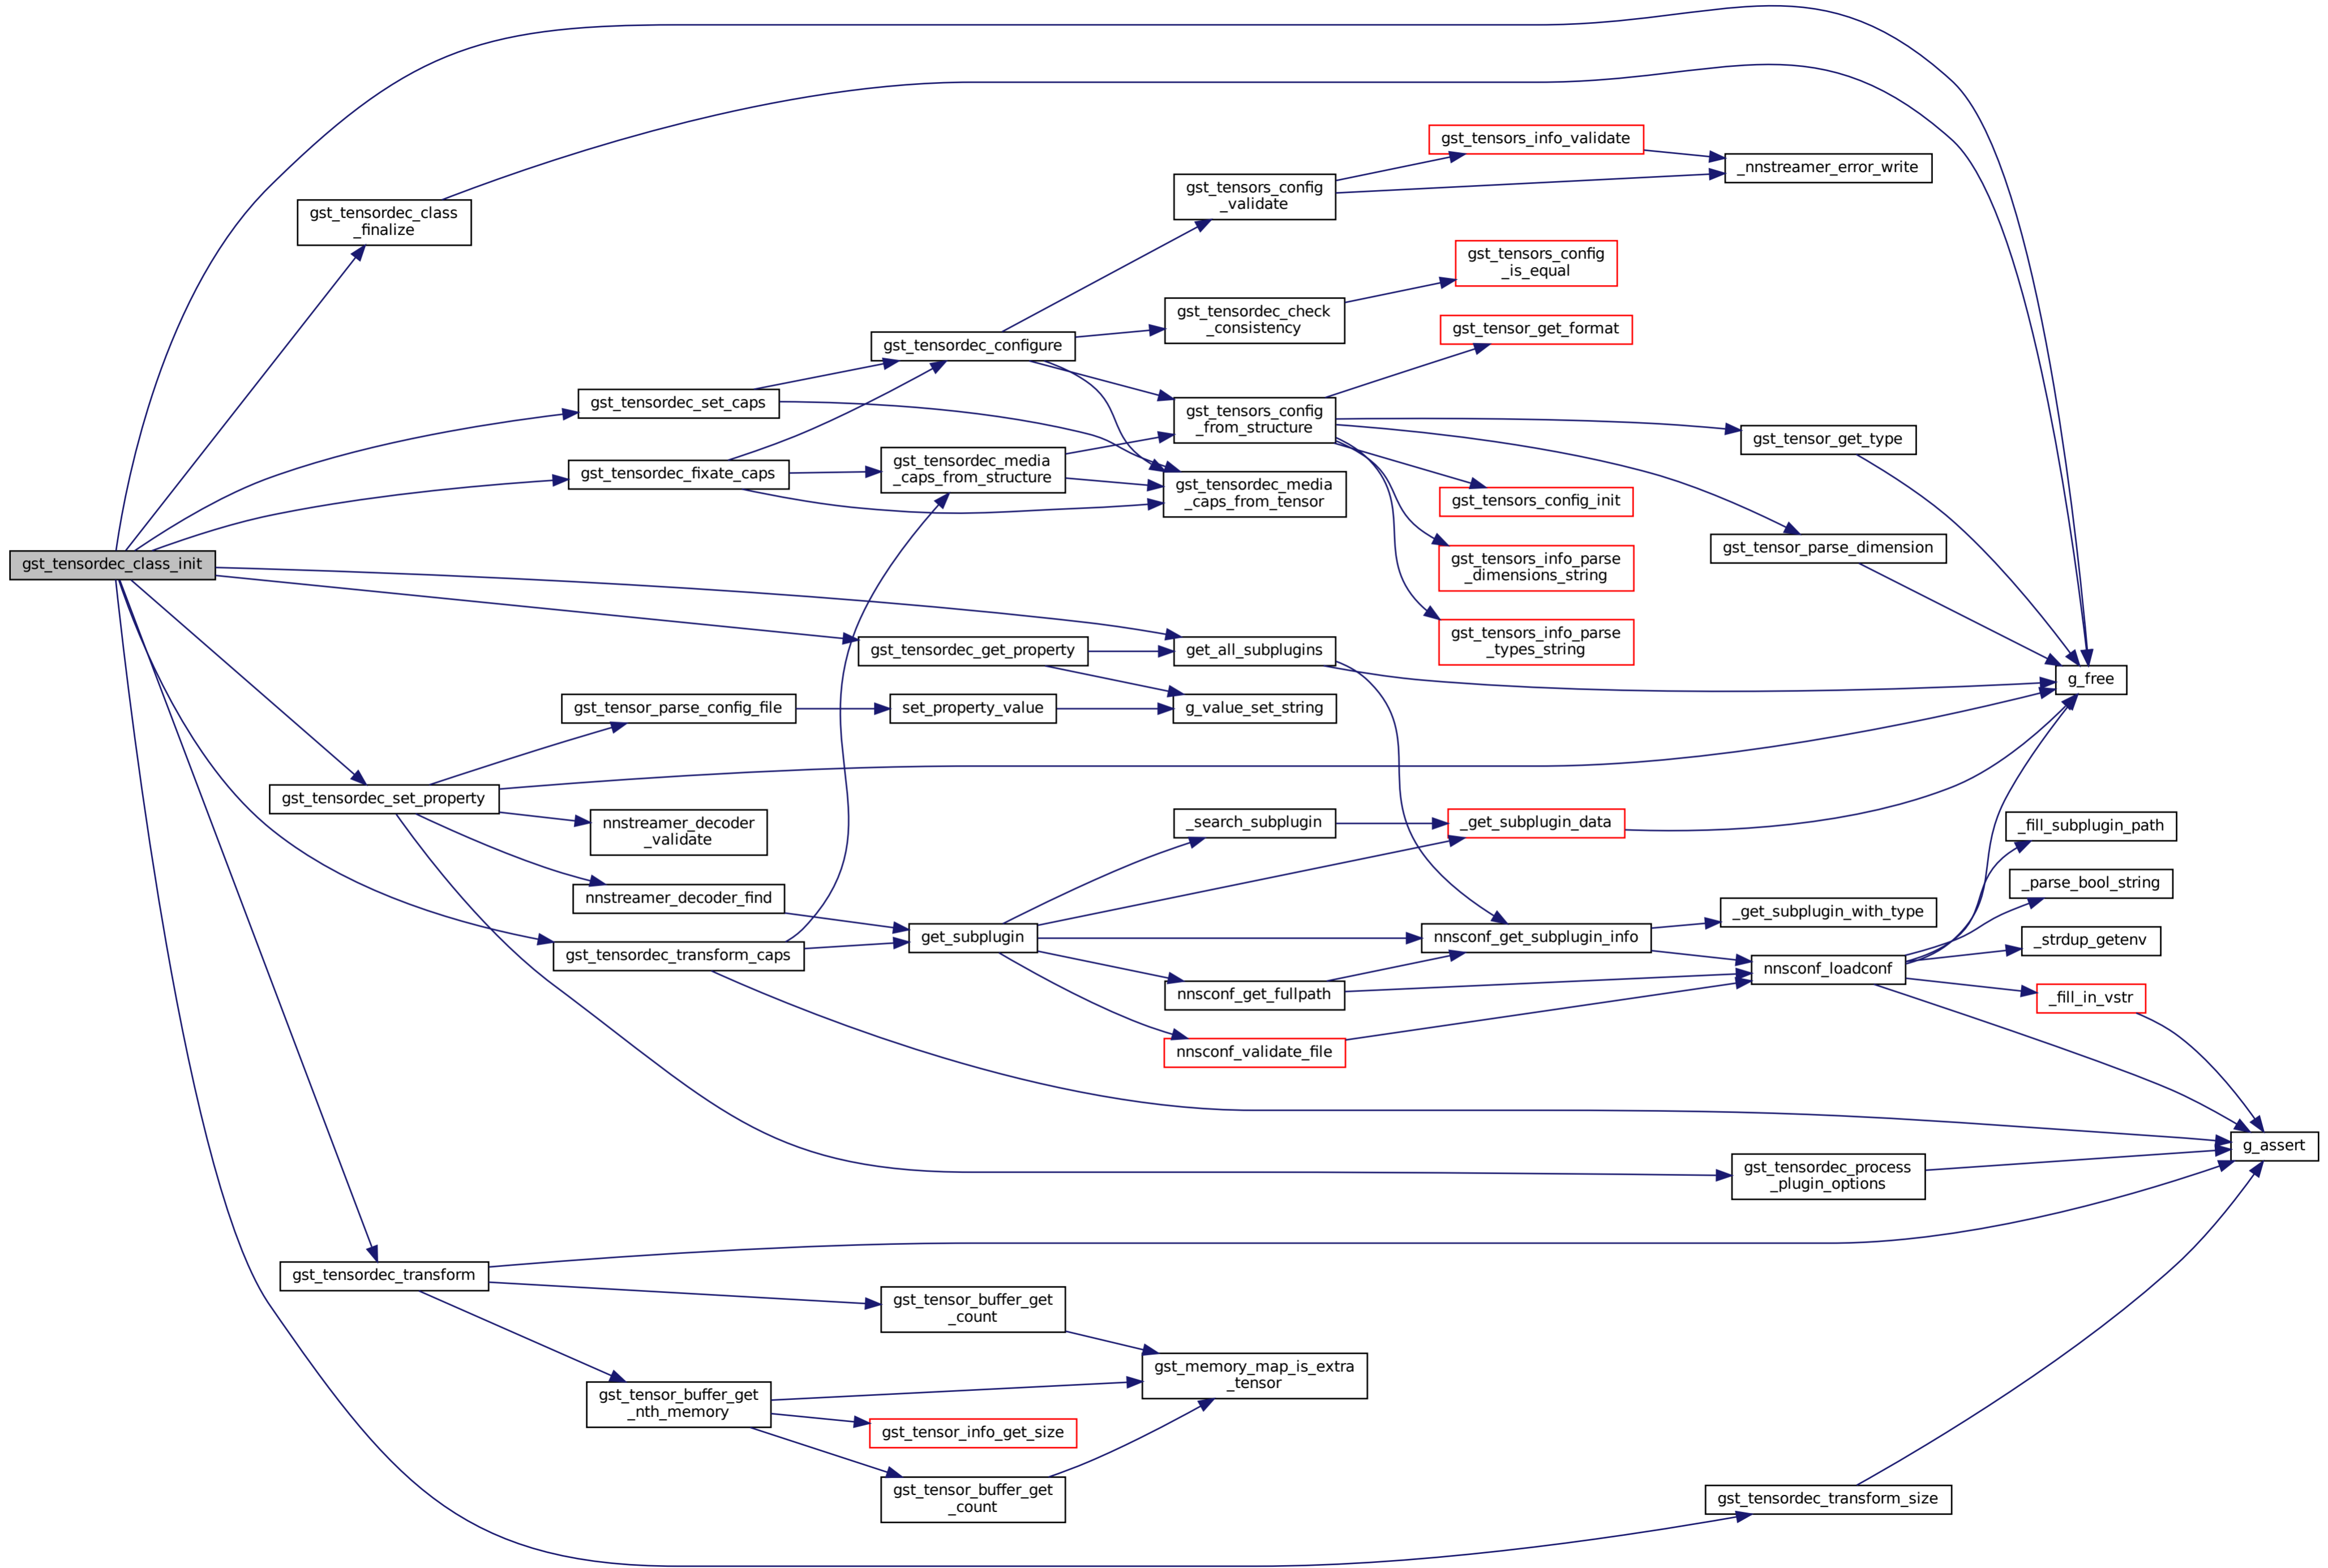 gst_tensordec_class_init
gst_tensordec_class
_finalize
gst_tensordec_set_caps
gst_tensordec_fixate_caps
gst_tensor_parse_config_file
gst_tensordec_set_property
nnstreamer_decoder
_validate
nnstreamer_decoder_find
gst_tensordec_transform_caps
gst_tensordec_transform
gst_tensor_buffer_get
_nth_memory
gst_tensordec_configure
gst_tensordec_media
_caps_from_structure
gst_tensordec_get_property
set_property_value
get_subplugin
gst_tensor_buffer_get
_count
gst_tensor_info_get_size
gst_tensor_buffer_get
_count
gst_tensors_config
_validate
gst_tensordec_check
_consistency
gst_tensors_config
_from_structure
gst_tensordec_media
_caps_from_tensor
get_all_subplugins
g_value_set_string
_search_subplugin
nnsconf_get_fullpath
nnsconf_validate_file
gst_memory_map_is_extra
_tensor
gst_tensors_info_validate
gst_tensors_config
_is_equal
gst_tensor_get_format
gst_tensors_config_init
gst_tensors_info_parse
_dimensions_string
gst_tensors_info_parse
_types_string
_get_subplugin_data
nnsconf_get_subplugin_info
_nnstreamer_error_write
gst_tensor_get_type
gst_tensor_parse_dimension
_get_subplugin_with_type
nnsconf_loadconf
gst_tensordec_process
_plugin_options
gst_tensordec_transform_size
g_free
_fill_subplugin_path
_parse_bool_string
_strdup_getenv
_fill_in_vstr
g_assert